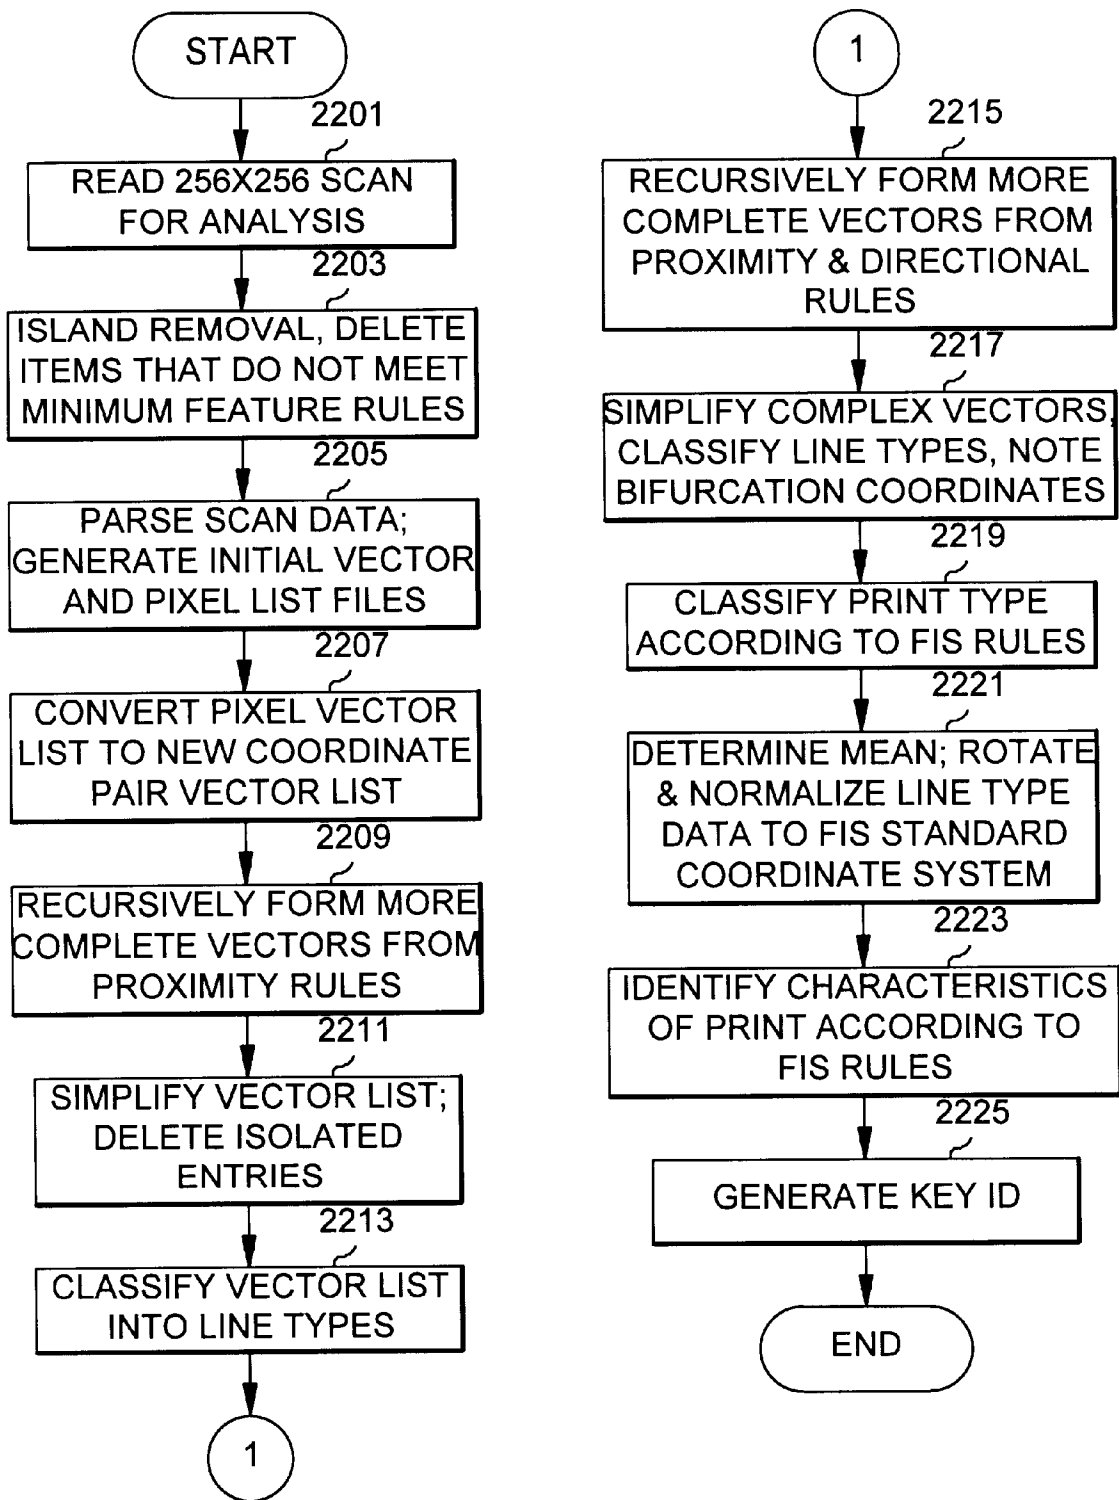 START
2201
READ 256X256 SCAN
FOR ANALYSIS
2203
ISLAND REMOVAL, DELETE
ITEMS THAT DO NOT MEET
MINIMUM FEATURE RULES
2205
PARSE SCAN DATA;
GENERATE INITIAL VECTOR
AND PIXEL LIST FILES
2207
CONVERT PIXEL VECTOR
LIST TO NEW COORDINATE
PAIR VECTOR LIST
2209
RECURSIVELY FORM MORE
COMPLETE VECTORS FROM
PROXIMITY RULES
2211
SIMPLIFY VECTOR LIST;
DELETE ISOLATED
ENTRIES
2213
CLASSIFY VECTOR LIST
INTO LINE TYPES
1
1
2215
RECURSIVELY FORM MORE
COMPLETE VECTORS FROM
PROXIMITY & DIRECTIONAL
RULES
2217
SIMPLIFY COMPLEX VECTORS,
CLASSIFY LINE TYPES, NOTE
BIFURCATION COORDINATES
2219
CLASSIFY PRINT TYPE
ACCORDING TO FIS RULES
2221
DETERMINE MEAN; ROTATE
& NORMALIZE LINE TYPE
DATA TO FIS STANDARD
COORDINATE SYSTEM
2223
IDENTIFY CHARACTERISTICS
OF PRINT ACCORDING TO
FIS RULES
2225
GENERATE KEY ID
END